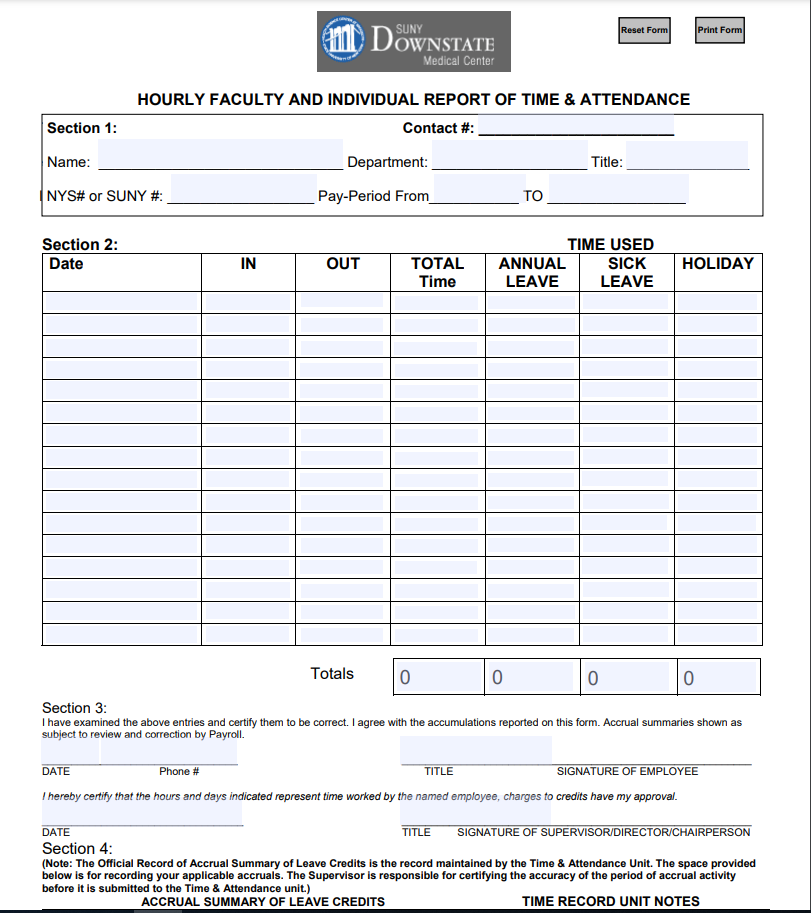 SUNY
DOWNSTATE
Medical Center
Reset Form
Print Form
HOURLY FACULTY AND INDIVIDUAL REPORT OF TIME & ATTENDANCE
Section 1: Contact #:
Name: Department: Title:
NYS# or SUNY #: Pay-Period From TO
Section 2: TIME USED
Date IN OUT TOTAL Time ANNUAL LEAVE SICK LEAVE HOLIDAY
Totals 0 0 0 0
Section 3:
I have examined the above entries and certify them to be correct. I agree with the accumulations reported on this form. Accrual summaries shown as
subject to review and correction by Payroll.
DATE Phone # TITLE SIGNATURE OF EMPLOYEE
I hereby certify that the hours and days indicated represent time worked by the named employee, charges to credits have my approval.
DATE TITLE SIGNATURE OF SUPERVISOR/DIRECTOR/CHAIRPERSON
Section 4:
(Note: The Official Record of Accrual Summary of Leave Credits is the record maintained by the Time & Attendance Unit. The space provided
below is for recording your applicable accruals. The Supervisor is responsible for certifying the accuracy of the period of accrual activity
before it is submitted to the Time & Attendance unit.)
ACCRUAL SUMMARY OF LEAVE CREDITS TIME RECORD UNIT NOTES